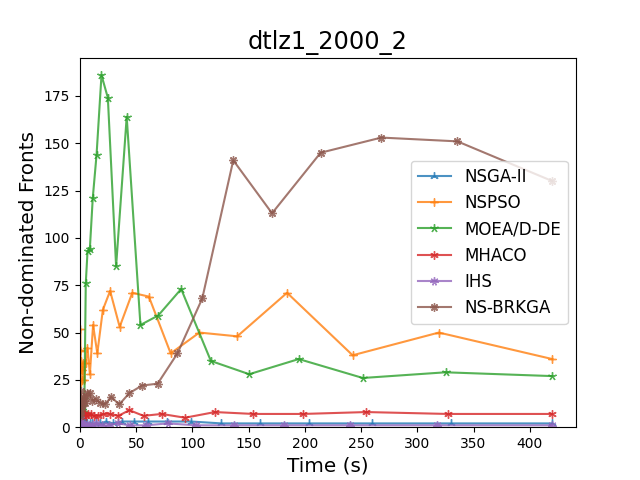 dtlz1_2000_2
Non-dominated Fronts
175
150
125
100
75
50
25
0
0 50 100 150 200 250 300 350 400
Time (s)
NSGA-II
NSPSO
MOEA/D-DE
MHACO
IHS
NS-BRKGA